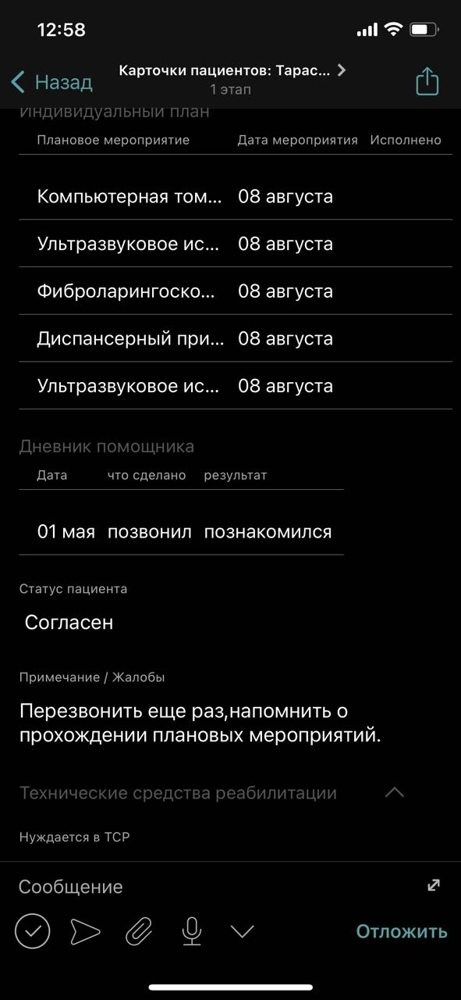 12:58
Назад
Карточки пациентов: Тарас...
1 этап
Индивидуальный план
Плановое мероприятие Дата мероприятия Исполнено
Компьютерная том... 08 августа
Ультразвуковое ис... 08 августа
Фиброларингоско... 08 августа
Диспансерный при... 08 августа
Ультразвуковое ис... 08 августа
Дневник помощника
Дата что сделано результат
01 мая позвонил познакомился
Статус пациента
Согласен
Примечание / Жалобы
Перезвонить еще раз,напомнить о
прохождении плановых мероприятий.
Технические средства реабилитации
Нуждается в ТСР
Сообщение
Отложить